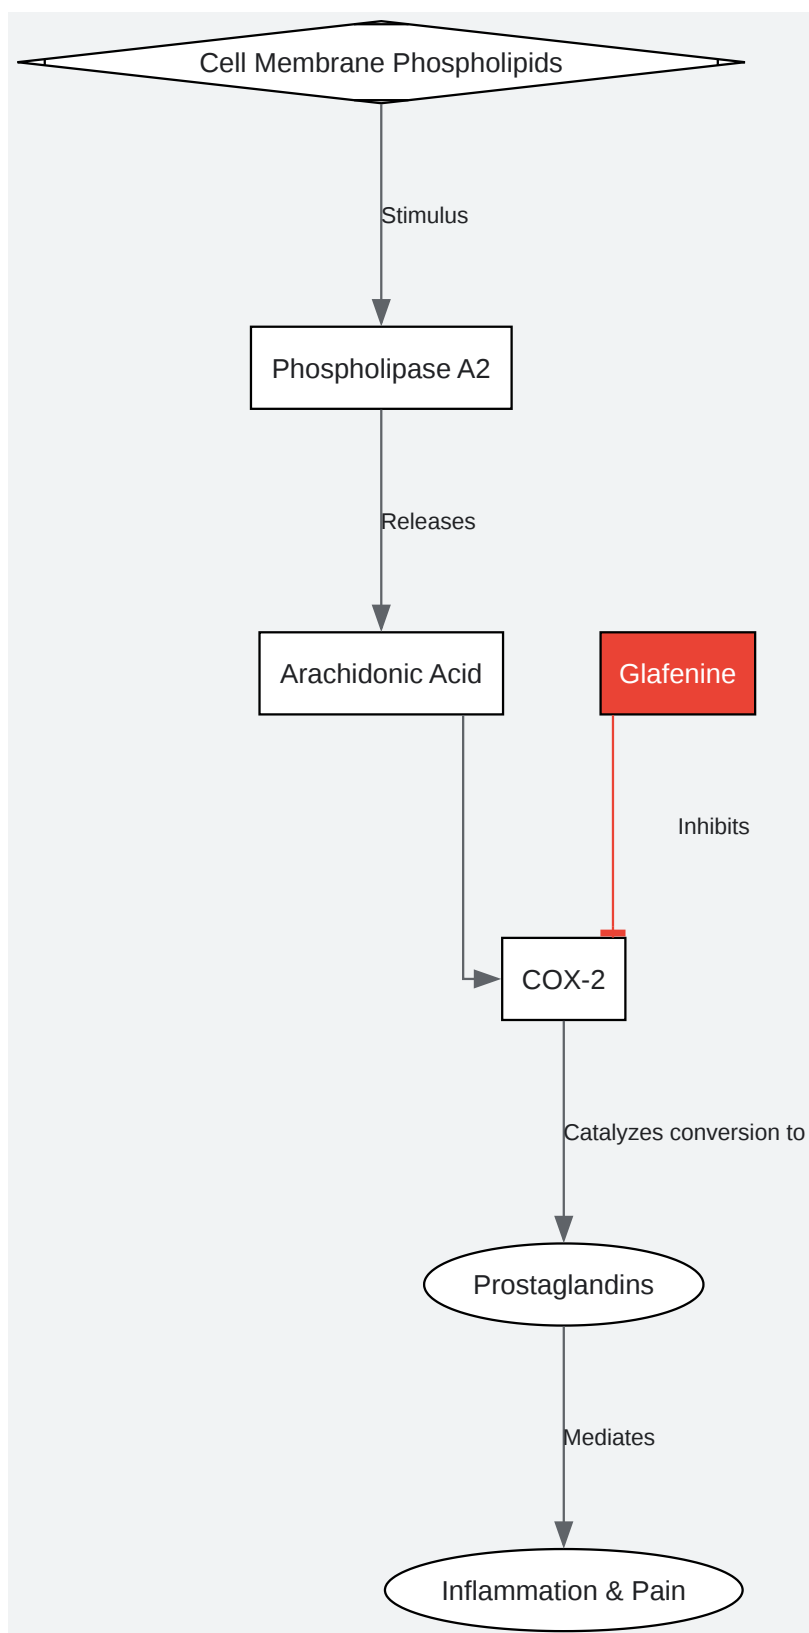 Cell Membrane Phospholipids
Stimulus
Phospholipase A2
Releases
Arachidonic Acid
Glafenine
Inhibits
COX-2
Catalyzes conversion to
Prostaglandins
Mediates
Inflammation & Pain